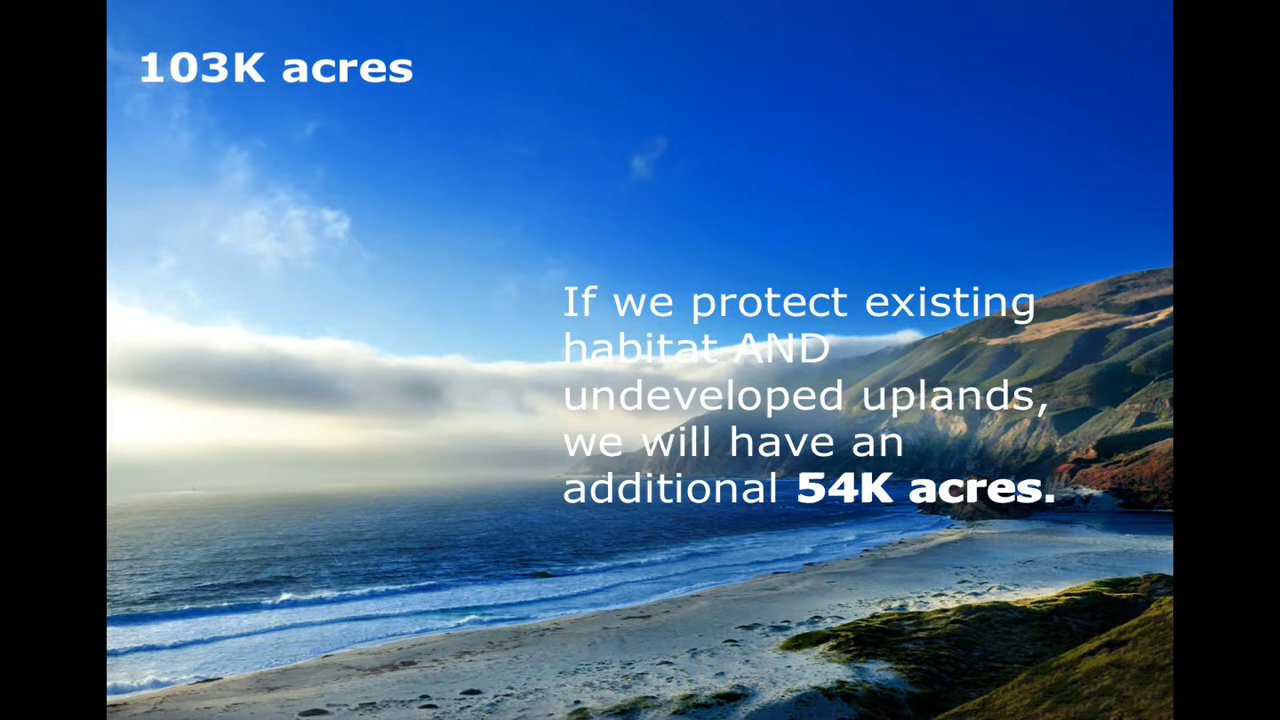 103K acres
If we protect existing
habitat AND
undeveloped uplands,
we will have an
additional 54K acres.